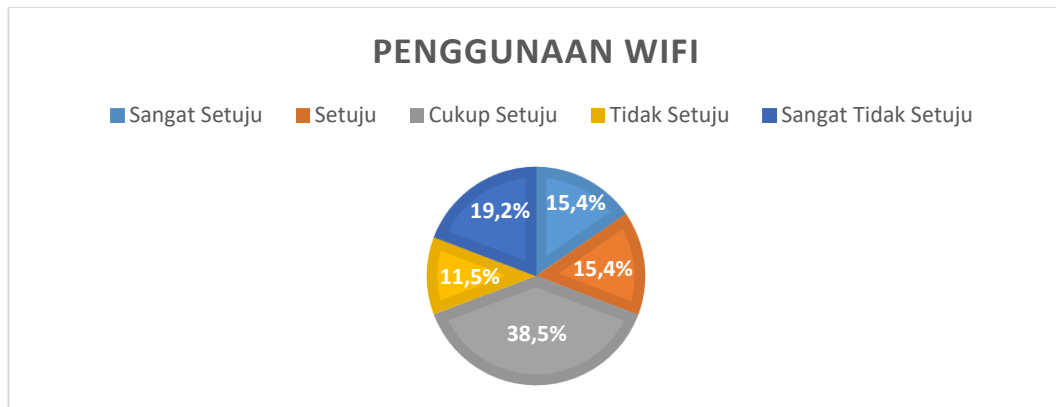 PENGGUNAAN WIFI
Sangat Setuju Setuju Cukup Setuju Tidak Setuju Sangat Tidak Setuju
19,2% 15,4%
11,5% 15,4%
38,5%